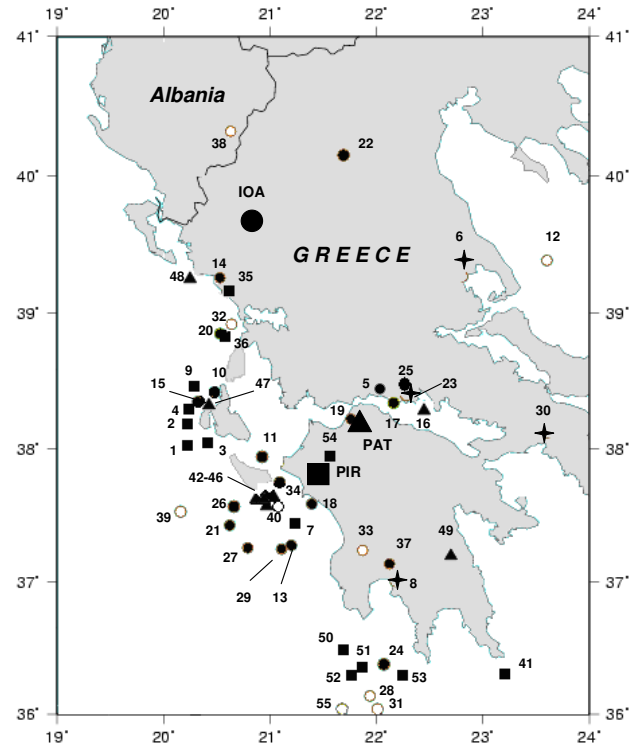 20° 21° 22° 23° 24°
41° 41°
Albania
38 22
40° 40°
IOA
6 12
GREECE
14 35
48
39° 39°
32
20 36
9 10 47 5 25 23
15
4 30
2 19 17 16
1 3 11 54 PAT
38° 38°
42-46 PIR
34
39 26 40 18
21 7 33 49
27 37
29 13 8
37° 37°
50 51 24
52 53 41
28
55 31
36° 36°
19° 20° 21° 22° 23° 24°